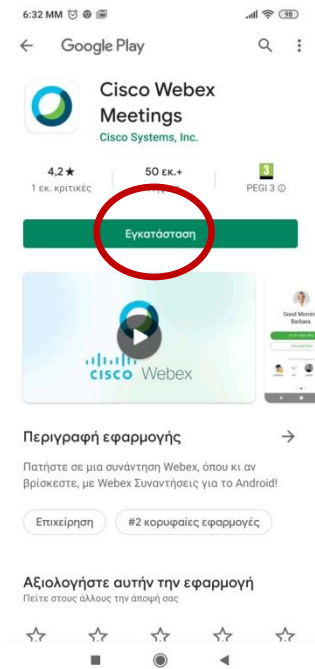 6:32 ΜΜ
98
Google Play
Cisco Webex
Meetings
Cisco Systems, Inc.
4,2★
50 εκ.+
3
1 εκ. κριτικές
PEGI 3
Εγκατάσταση
Good Morning
Barbara.
CISCO Webex
Περιγραφή εφαρμογής
Πατήστε σε μια συνάντηση Webex, όπου κι αν
βρίσκεστε, με Webex Συναντήσεις για το Android!
Επιχείρηση
#2 κορυφαίες εφαρμογές
Αξιολογήστε αυτήν την εφαρμογή
Πείτε στους άλλους την άποψή σας